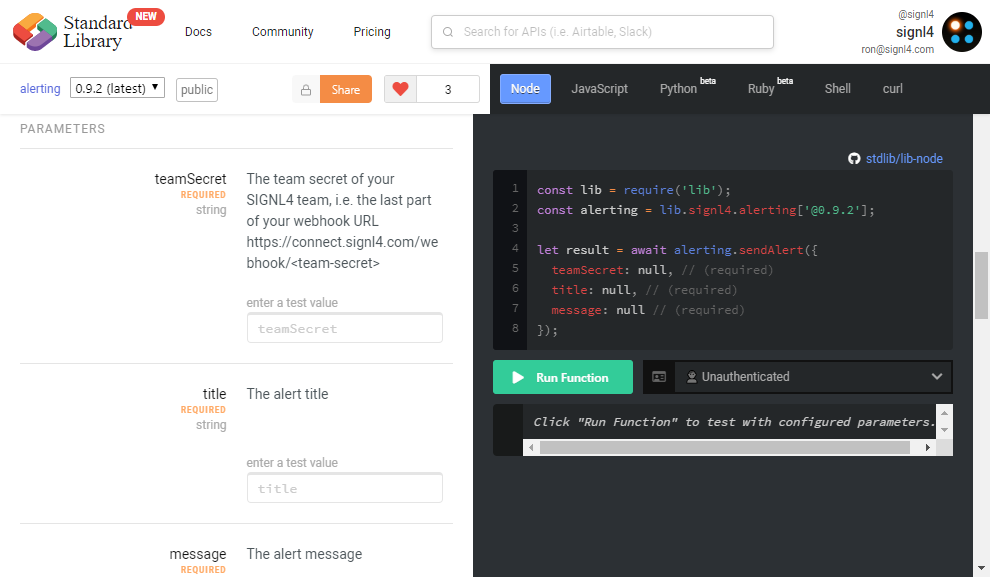 Standard
Library
NEW
Docs
Community
Pricing
Search for APIs (i.e. Airtable, Slack)
@signl4
signl4
ron@signl4.com
alerting
0.9.2 (latest)
public
Share
3
Node
JavaScript
Python beta
Ruby beta
Shell
curl
PARAMETERS
teamSecret
REQUIRED
string
The team secret of your
SIGNL4 team, i.e. the last part
of your webhook URL
https://connect.signl4.com/we
bhook/<team-secret>
enter a test value
teamSecret
title
REQUIRED
string
The alert title
enter a test value
title
message
REQUIRED
The alert message
stdlib/lib-node
1 const lib = require('lib');
2 const alerting = lib.signl4.alerting['@0.9.2'];
3
4 let result = await alerting.sendAlert({
5 teamSecret: null, // (required)
6 title: null, // (required)
7 message: null // (required)
8 });
Run Function
Unauthenticated
Click "Run Function" to test with configured parameters.